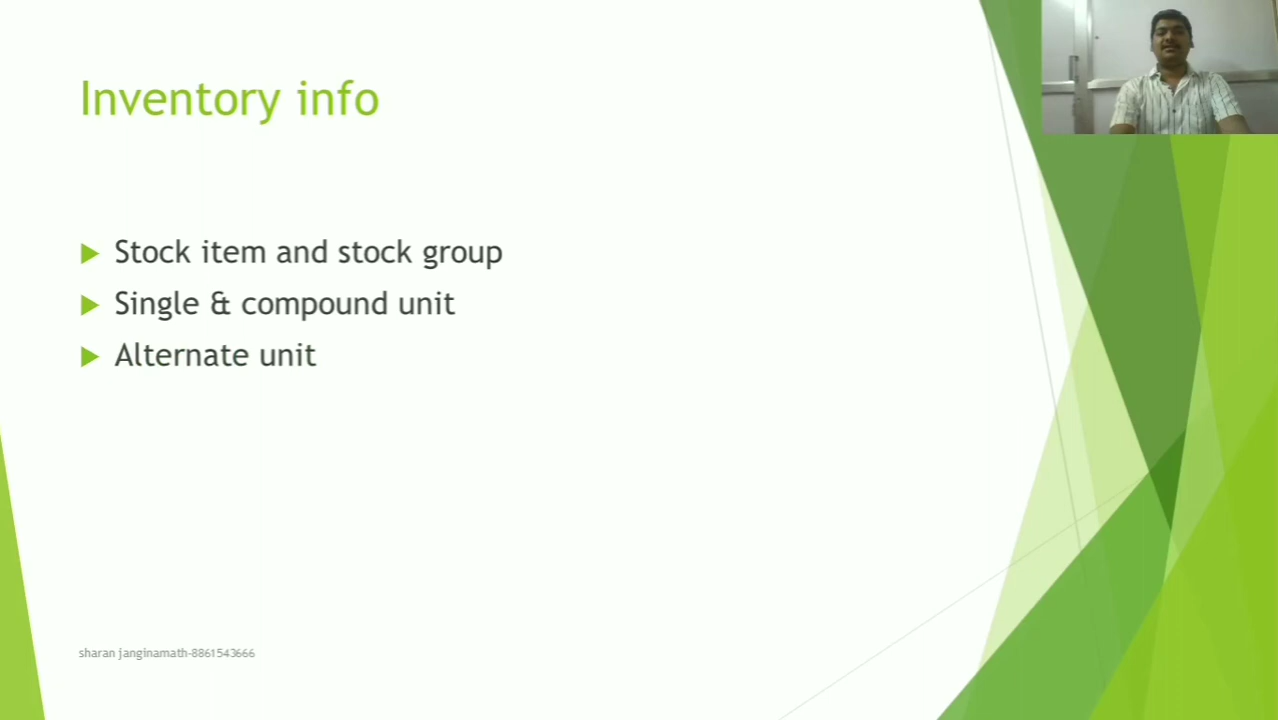 Inventory info
Stock item and stock group
Single & compound unit
Alternate unit
sharan janginamath-8861543666